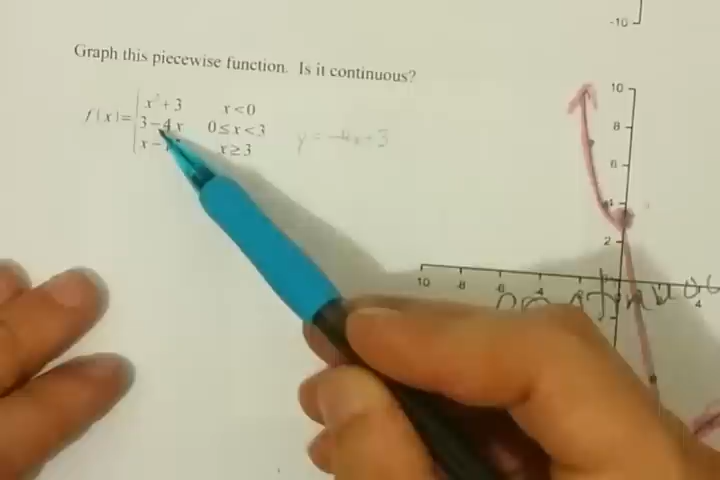 Graph this piecewise function. Is it continuous?
x² + 3 x < 0
f(x) = 3 - 4x 0 ≤ x < 3 y = -4x + 3
x - x ≥ 3
-10
10
8
6
4
2
10 -8 -6 -4 4